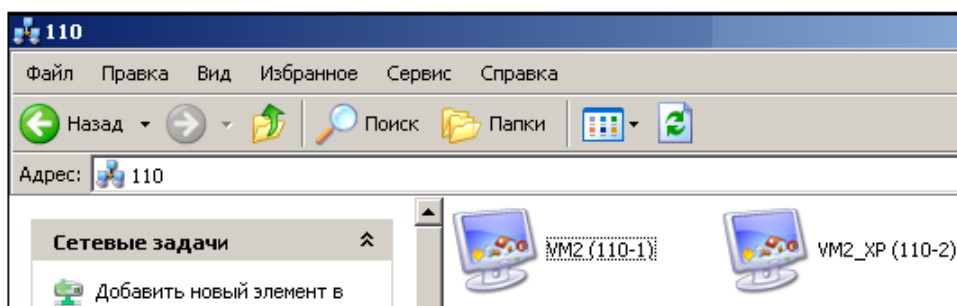 110
Файл Правка Вид Избранное Сервис Справка
Назад Поиск Папки
Адрес: 110
Сетевые задачи
Добавить новый элемент в
VM2 (110-1)
VM2_XP (110-2)